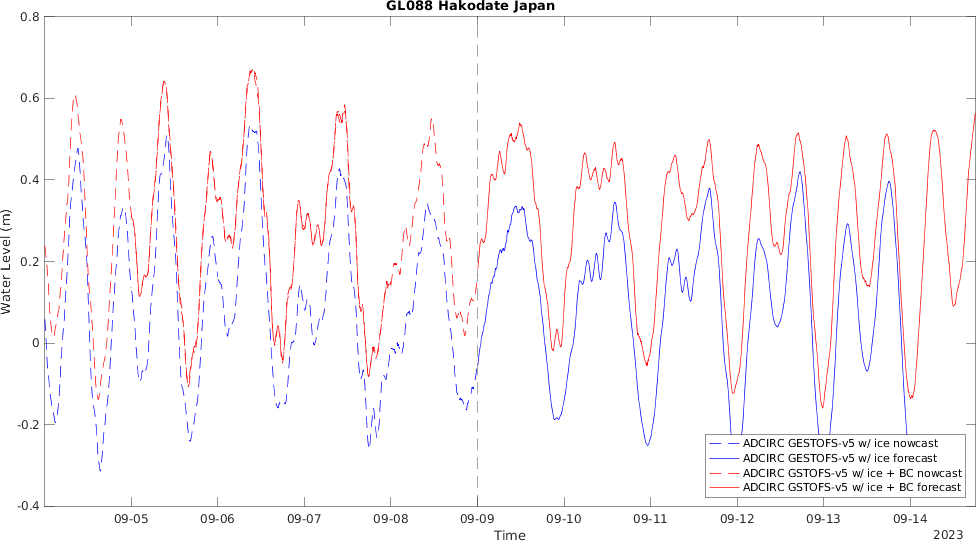 GL088 Hakodate Japan
0.8
0.6
0.4
0.2
0
-0.2
-0.4
Water Level (m)
ADCIRC GESTOFS-v5 w/ ice nowcast
ADCIRC GESTOFS-v5 w/ ice forecast
ADCIRC GSTOFS-v5 w/ ice + BC nowcast
ADCIRC GSTOFS-v5 w/ ice + BC forecast
09-05 09-06 09-07 09-08 09-09 09-10 09-11 09-12 09-13 09-14
Time
2023